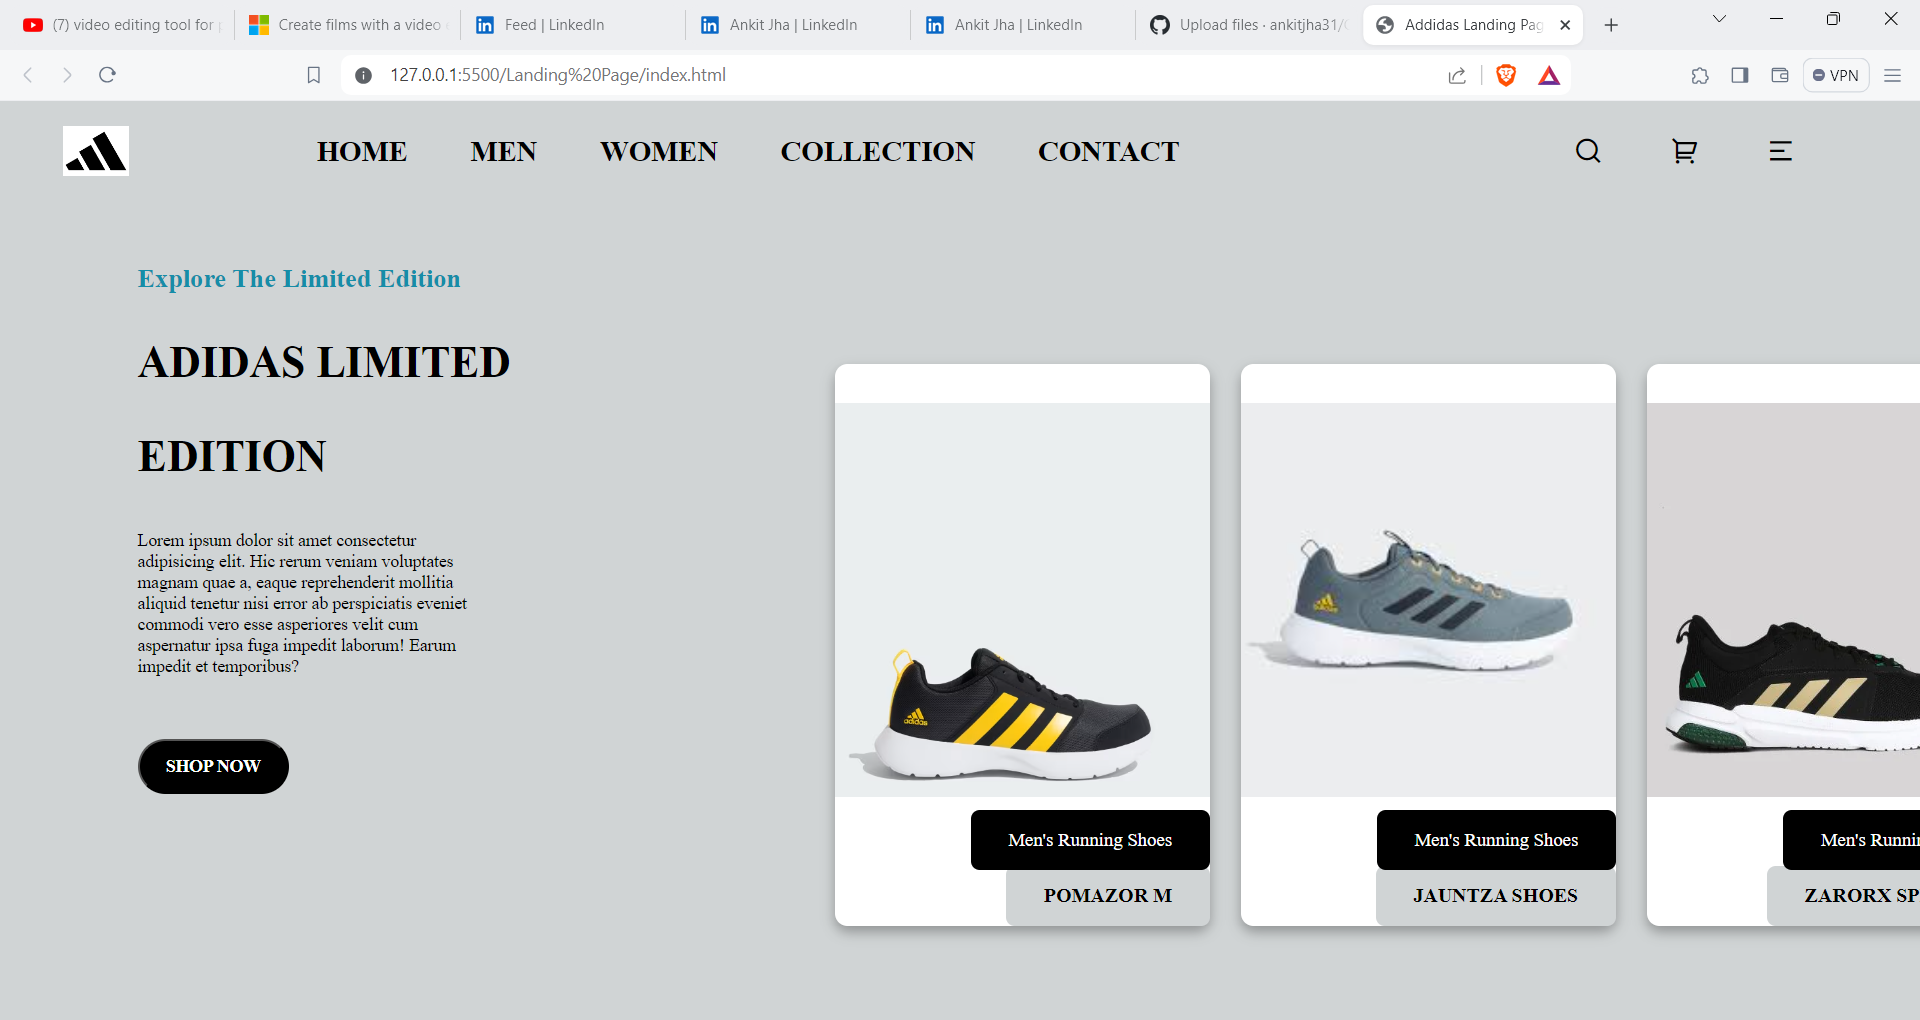 (7) video editing tool for
Create films with a video
Feed | LinkedIn
Ankit Jha | LinkedIn
Ankit Jha | LinkedIn
Upload files · ankitjha31/
Addidas Landing Pag
127.0.0.1:5500/Landing%20Page/index.html
VPN
HOME
MEN
WOMEN
COLLECTION
CONTACT
Explore The Limited Edition
ADIDAS LIMITED
EDITION
Lorem ipsum dolor sit amet consectetur
adipisicing elit. Hic rerum veniam voluptates
magnam quae a, eaque reprehenderit mollitia
aliquid tenetur nisi error ab perspiciatis eveniet
commodi vero esse asperiores velit cum
aspernatur ipsa fuga impedit laborum! Earum
impedit et temporibus?
SHOP NOW
adidas
Men's Running Shoes
POMAZOR M
adidas
Men's Running Shoes
JAUNTZA SHOES
Men's Runni
ZARORX SP